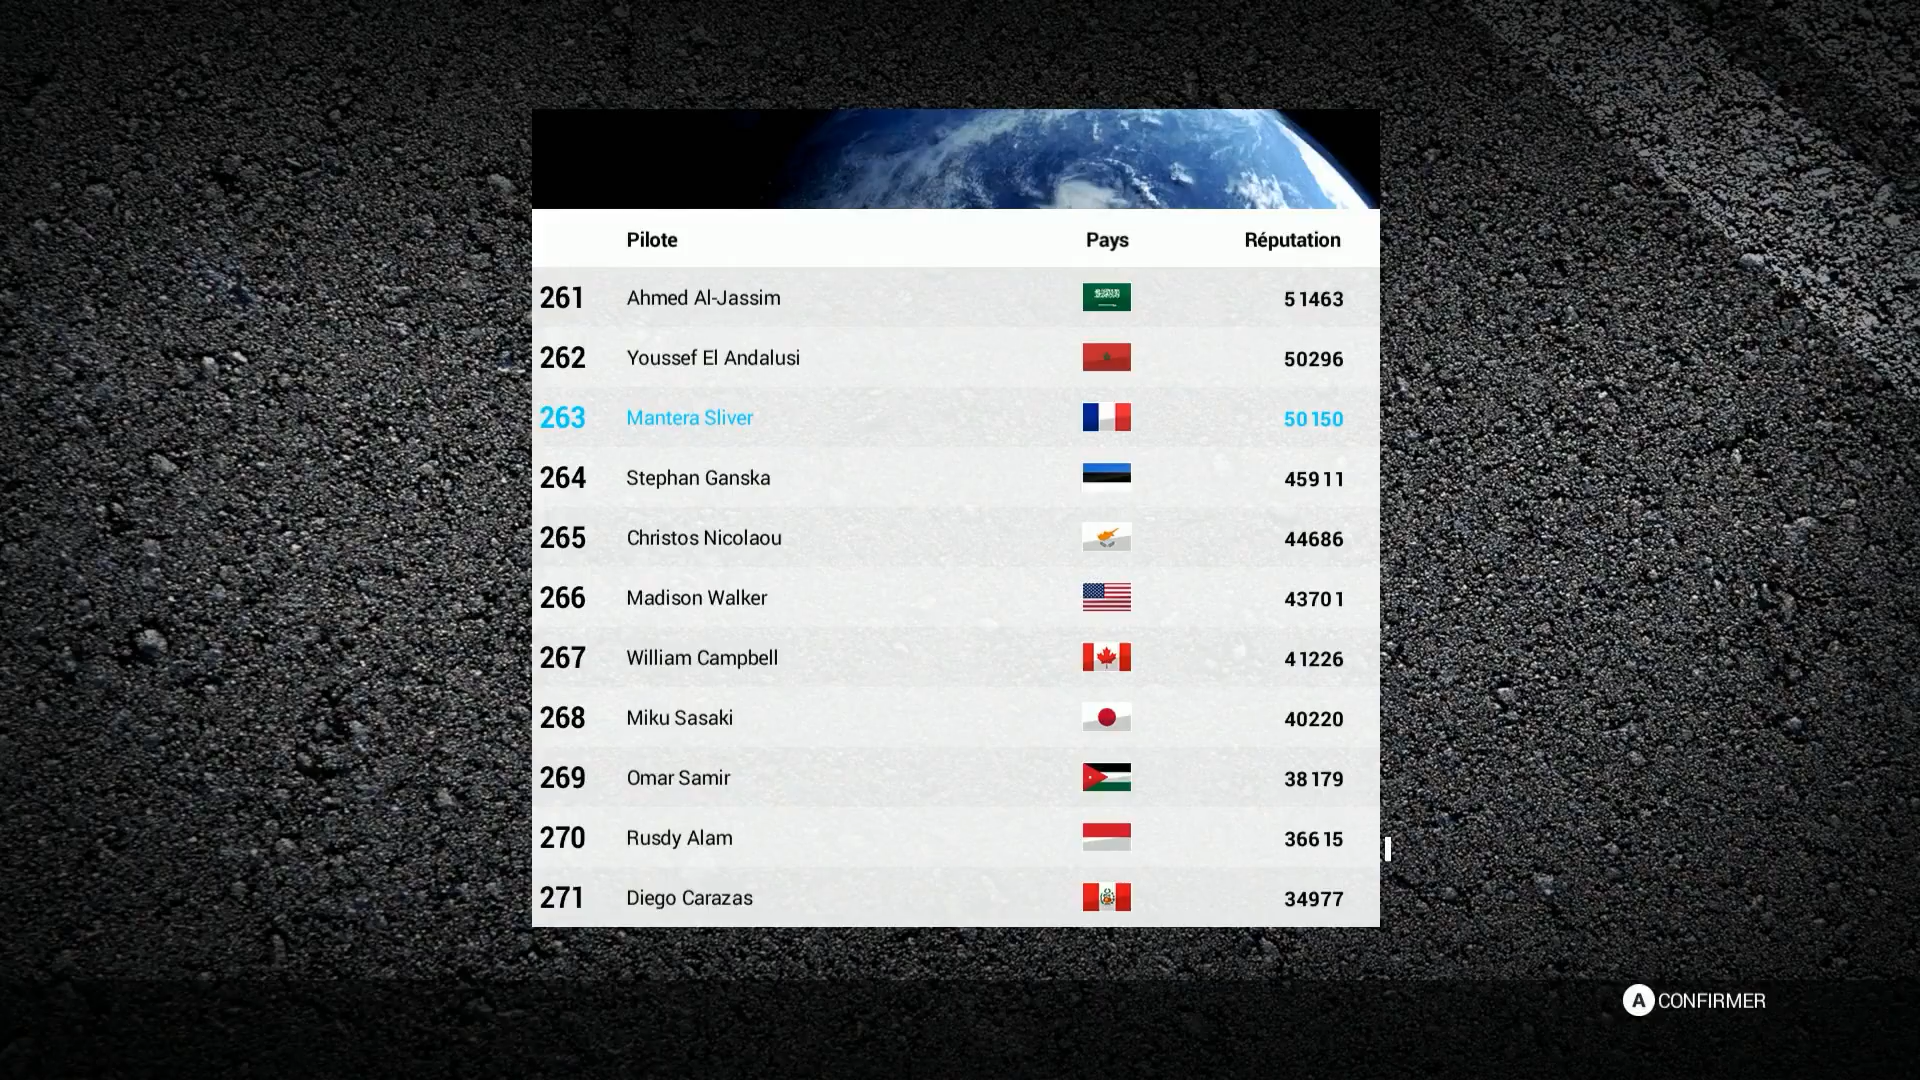 Pilote Pays Réputation
261 Ahmed Al-Jassim 51463
262 Youssef El Andalusi 50296
263 Mantera Sliver 50150
264 Stephan Ganska 45911
265 Christos Nicolaou 44686
266 Madison Walker 43701
267 William Campbell 41226
268 Miku Sasaki 40220
269 Omar Samir 38179
270 Rusdy Alam 36615
271 Diego Carazas 34977
A CONFIRMER